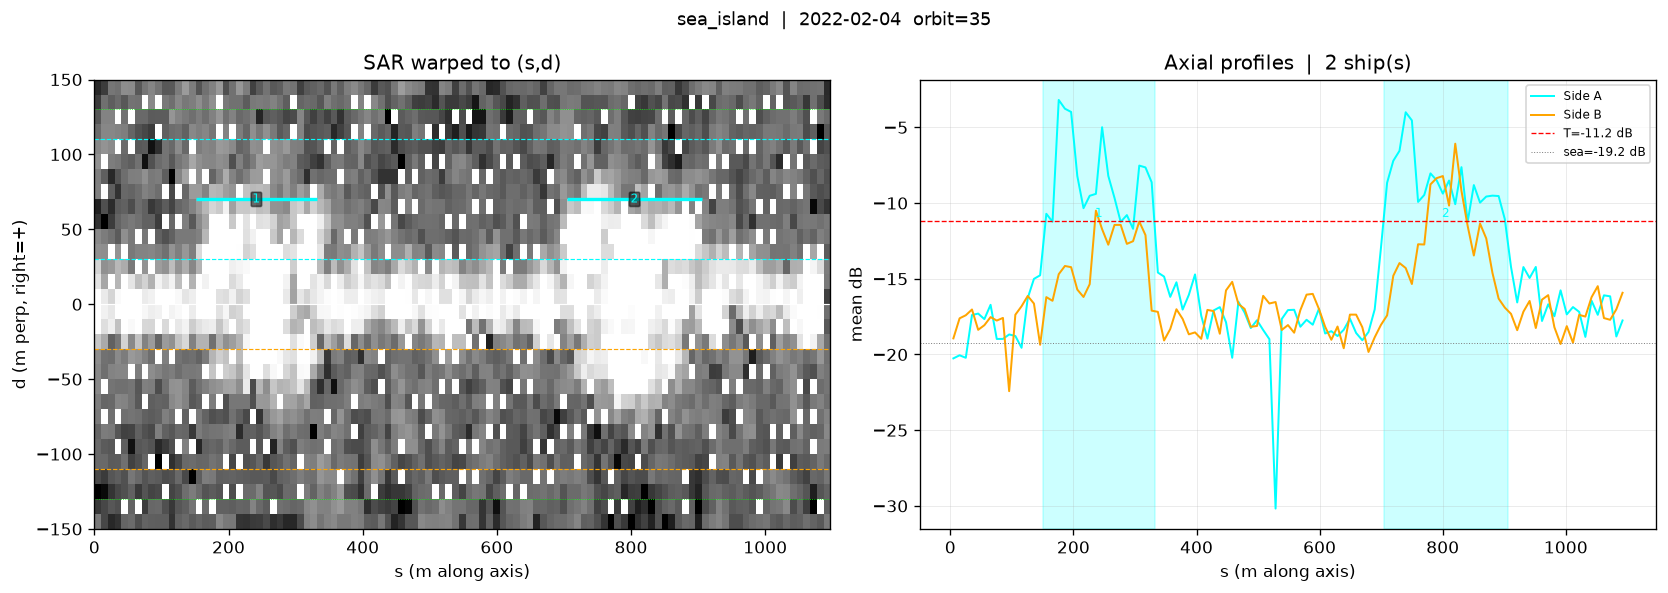 sea_island  |  2022-02-04  orbit=35
SAR warped to (s,d)
d (m perp, right=+)
150
100
50
0
−50
−100
−150
1
2
0
200
400
600
800
1000
s (m along axis)
Axial profiles  |  2 ship(s)
mean dB
−5
−10
−15
−20
−25
−30
Side A
Side B
T=-11.2 dB
sea=-19.2 dB
1
2
0
200
400
600
800
1000
s (m along axis)